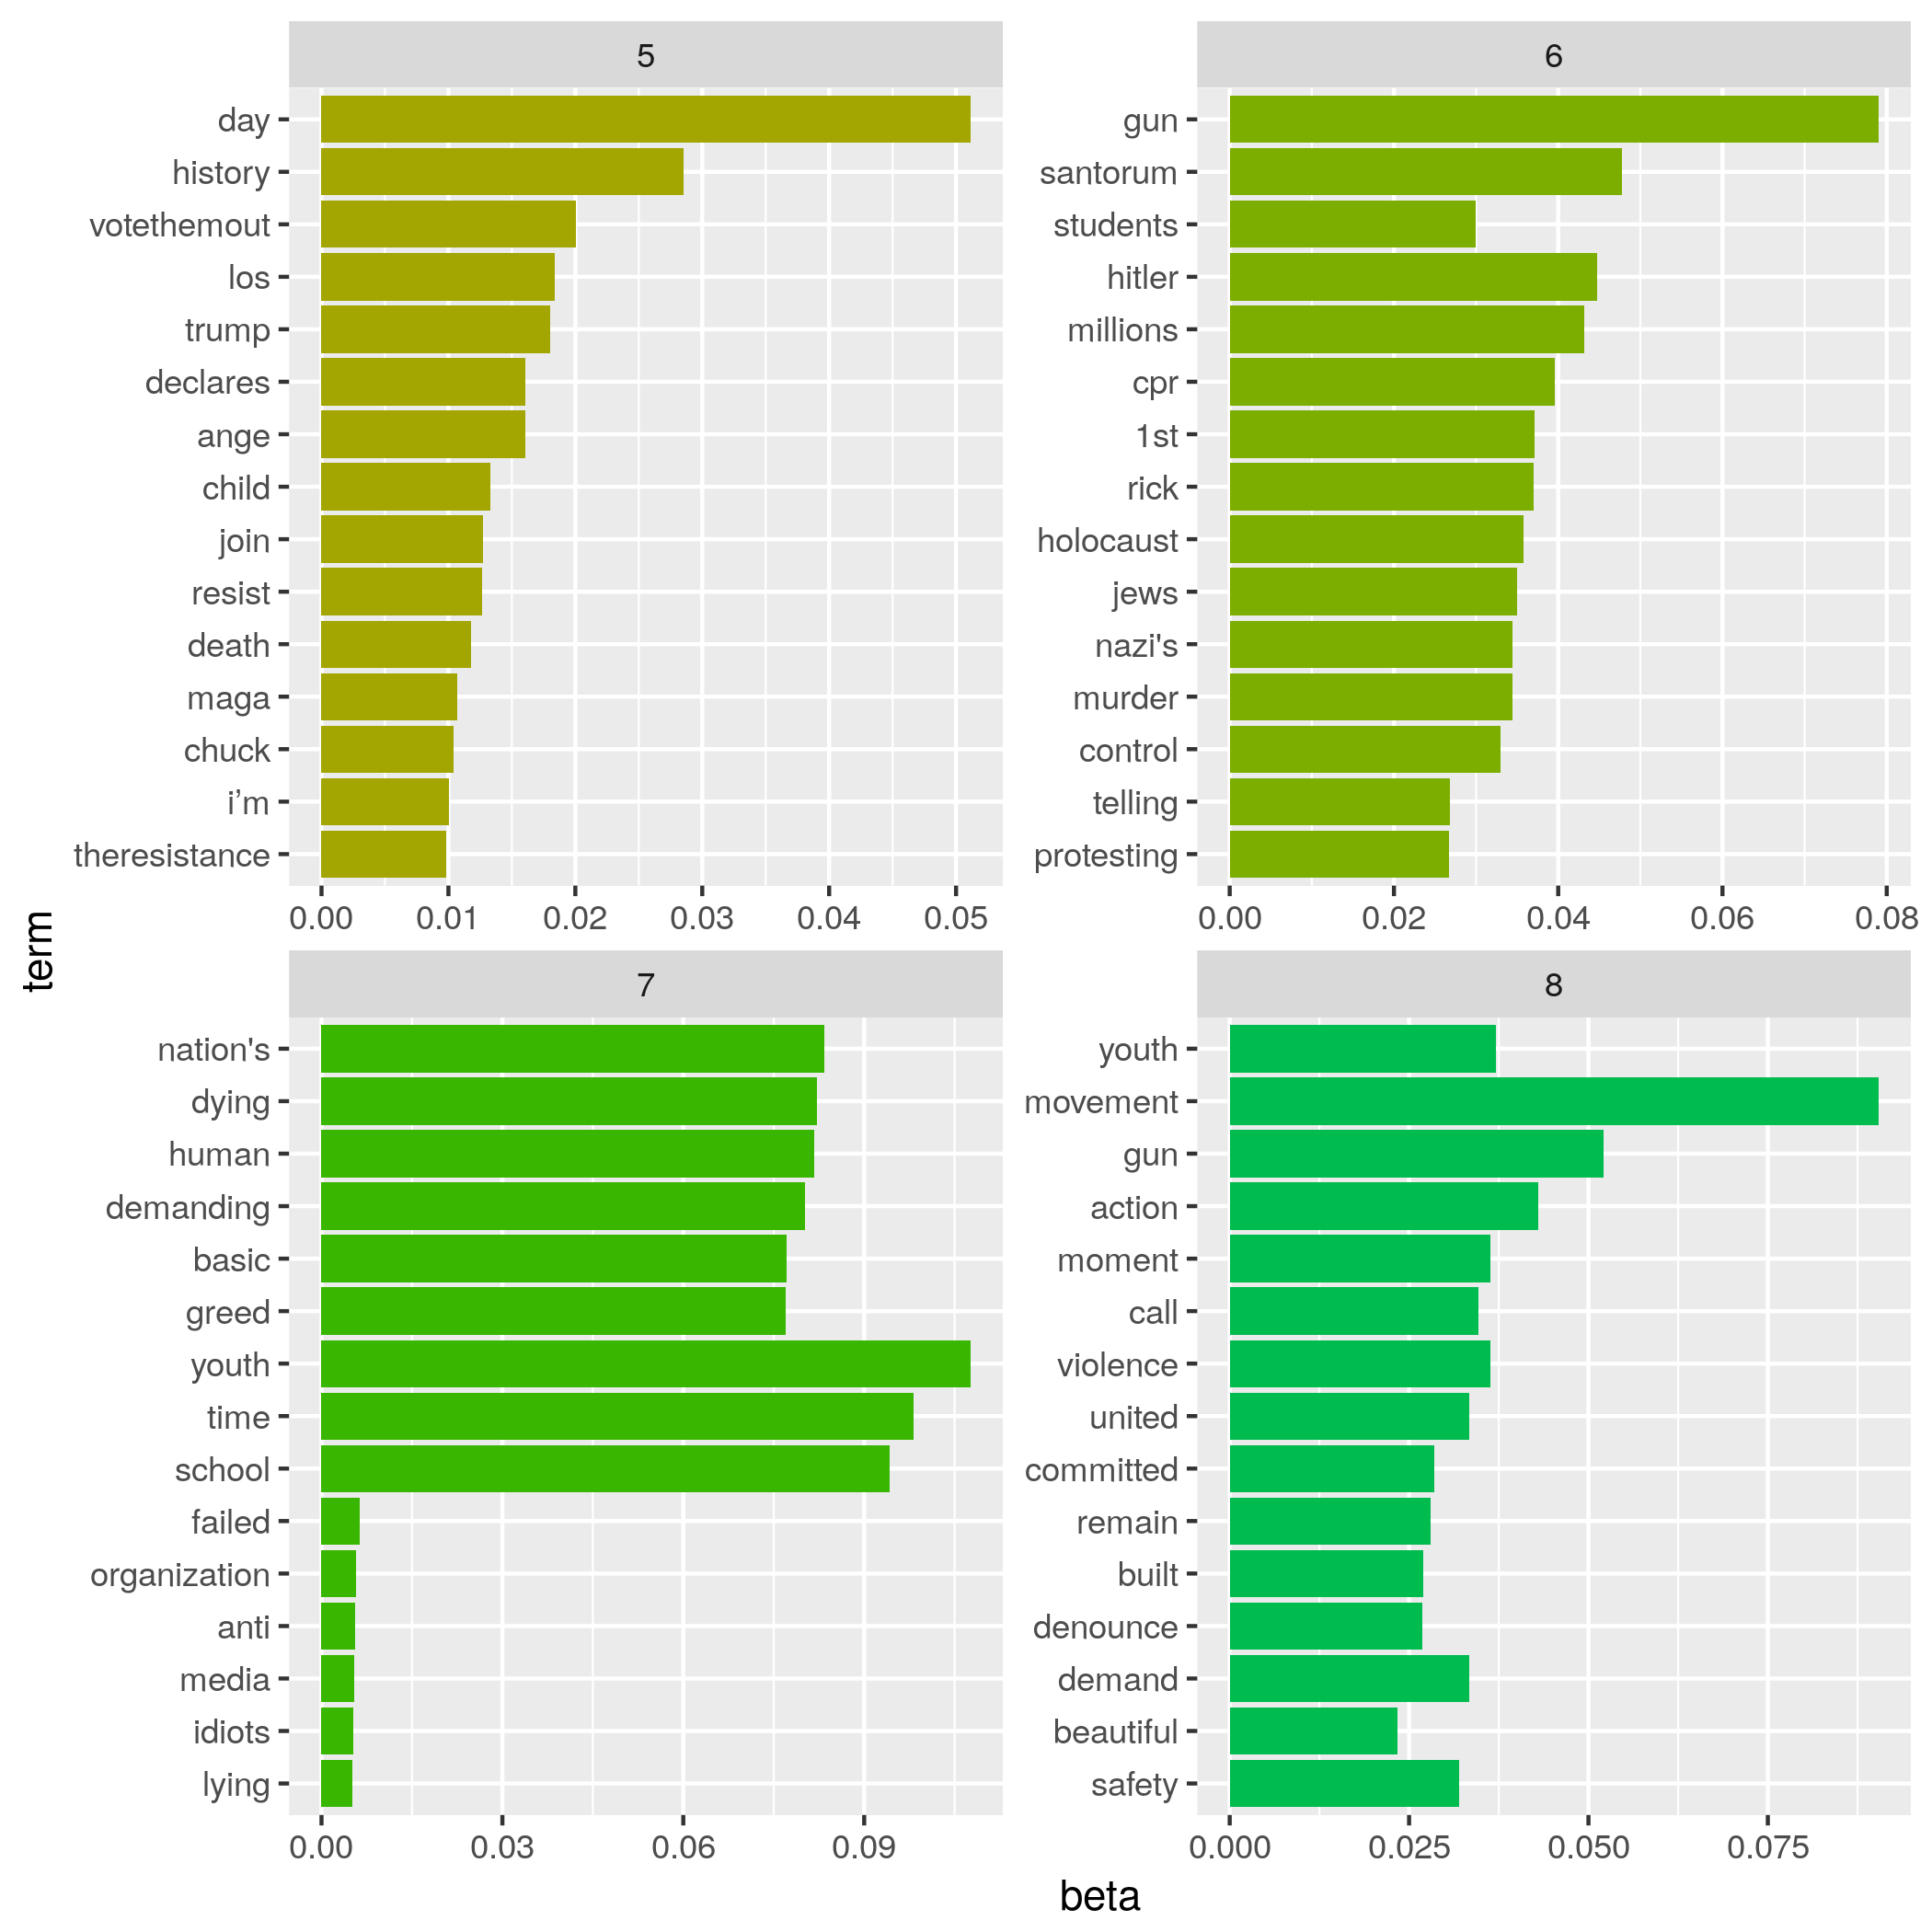 5
day
history
votethemout
los
trump
declares
ange
child
join
resist
death
maga
chuck
i’m
theresistance
0.00 0.01 0.02 0.03 0.04 0.05
6
gun
santorum
students
hitler
millions
cpr
1st
rick
holocaust
jews
nazi's
murder
control
telling
protesting
0.00 0.02 0.04 0.06 0.08
term
7
nation's
dying
human
demanding
basic
greed
youth
time
school
failed
organization
anti
media
idiots
lying
0.00 0.03 0.06 0.09
8
youth
movement
gun
action
moment
call
violence
united
committed
remain
built
denounce
demand
beautiful
safety
0.000 0.025 0.050 0.075
beta